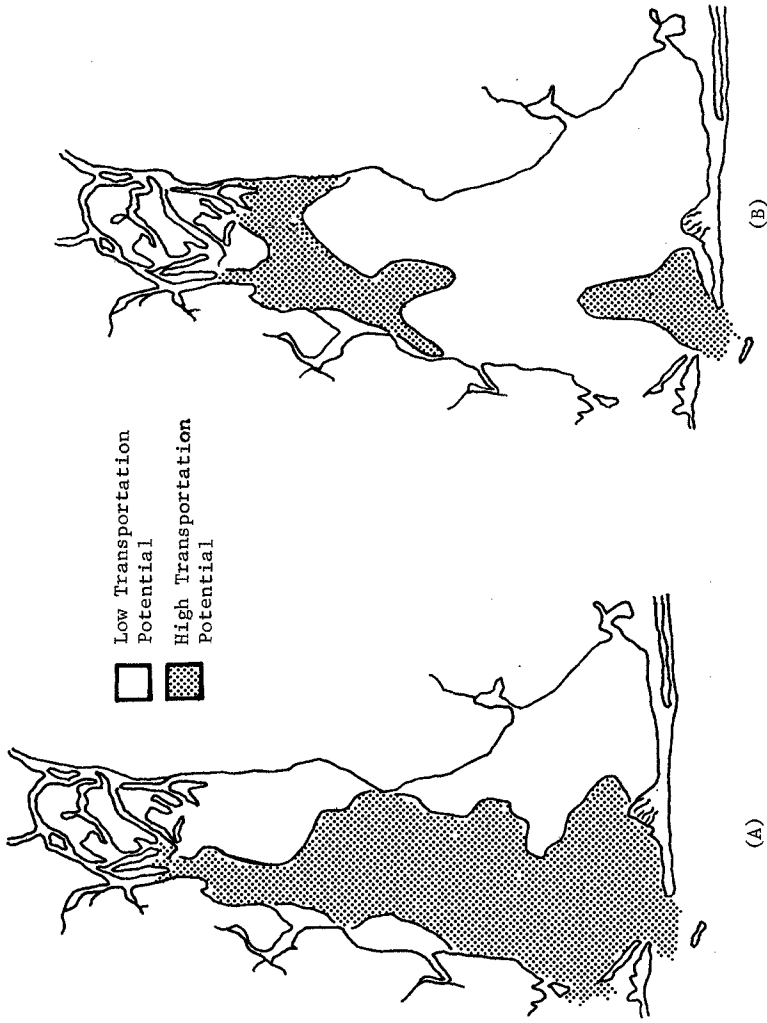 Low Transportation
Potential
High Transportation
Potential
(A)
(B)